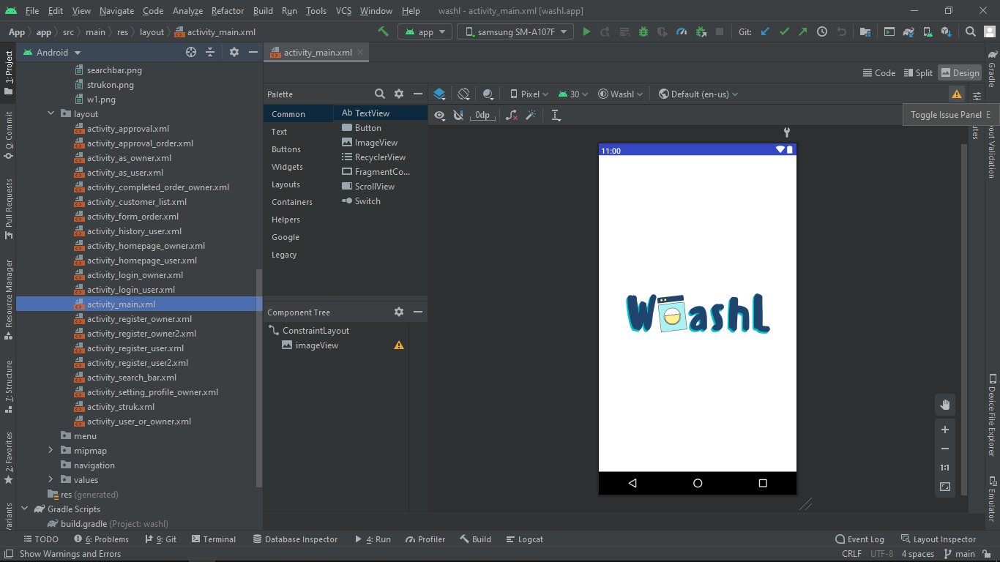 File Edit View Navigate Code Analyze Refactor Build Run Tools VCS Window Help washl - activity_main.xml [washl.app]
App app src main res layout activity_main.xml app samsung SM-A107F Git:
Android
activity_main.xml
Code Split Design
searchbar.png
strukon.png
w1.png
layout
activity_approval.xml
activity_approval_order.xml
activity_as_owner.xml
activity_as_user.xml
activity_completed_order_owner.xml
activity_customer_list.xml
activity_form_order.xml
activity_history_user.xml
activity_homepage_owner.xml
activity_homepage_user.xml
activity_login_owner.xml
activity_login_user.xml
activity_main.xml
activity_register_owner.xml
activity_register_owner2.xml
activity_register_user.xml
activity_register_user2.xml
activity_search_bar.xml
activity_setting_profile_owner.xml
activity_struk.xml
activity_user_or_owner.xml
menu
mipmap
navigation
values
res (generated)
Gradle Scripts
build.gradle (Project: washl)
1: Project
0: Commit
Pull Requests
Resource Manager
7: Structure
2: Favorites
Palette
Common
Text
Buttons
Widgets
Layouts
Containers
Helpers
Google
Legacy
Ab TextView
Button
ImageView
RecyclerView
FragmentCo...
ScrollView
Switch
Component Tree
ConstraintLayout
imageView
Pixel 30 Washl Default (en-us)
0dp
Toggle Issue Panel E
11:00
WashL
1:1
Gradle
Device File Explorer
Emulator
TODO 6: Problems 9: Git Terminal Database Inspector 4: Run Profiler Build Logcat Event Log Layout Inspector
Show Warnings and Errors CRLF UTF-8 4 spaces main